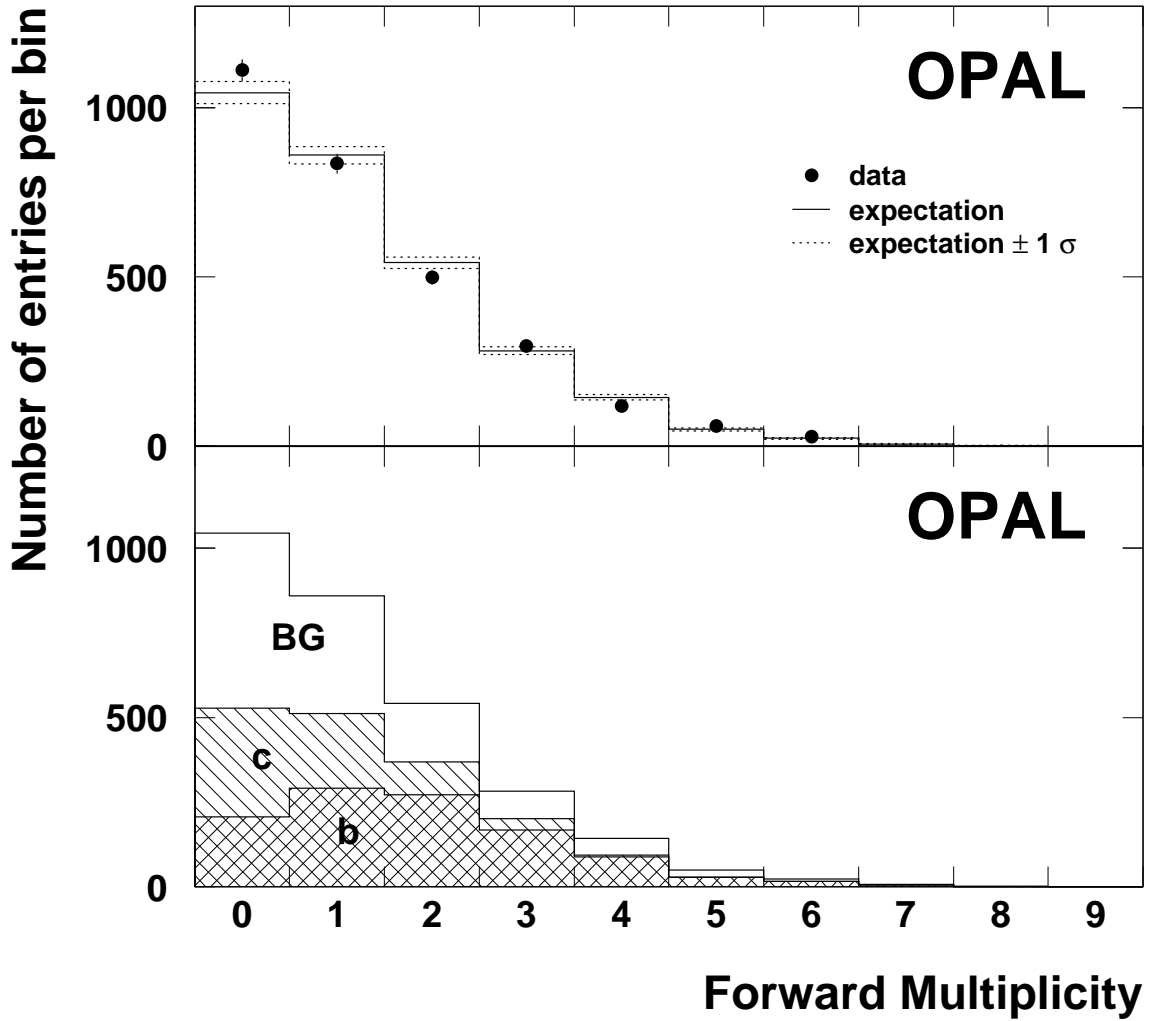 Number of entries per bin
OPAL
1000
500
0
data
expectation
expectation ± 1 σ
OPAL
1000
500
0
BG
c
b
0 1 2 3 4 5 6 7 8 9
Forward Multiplicity